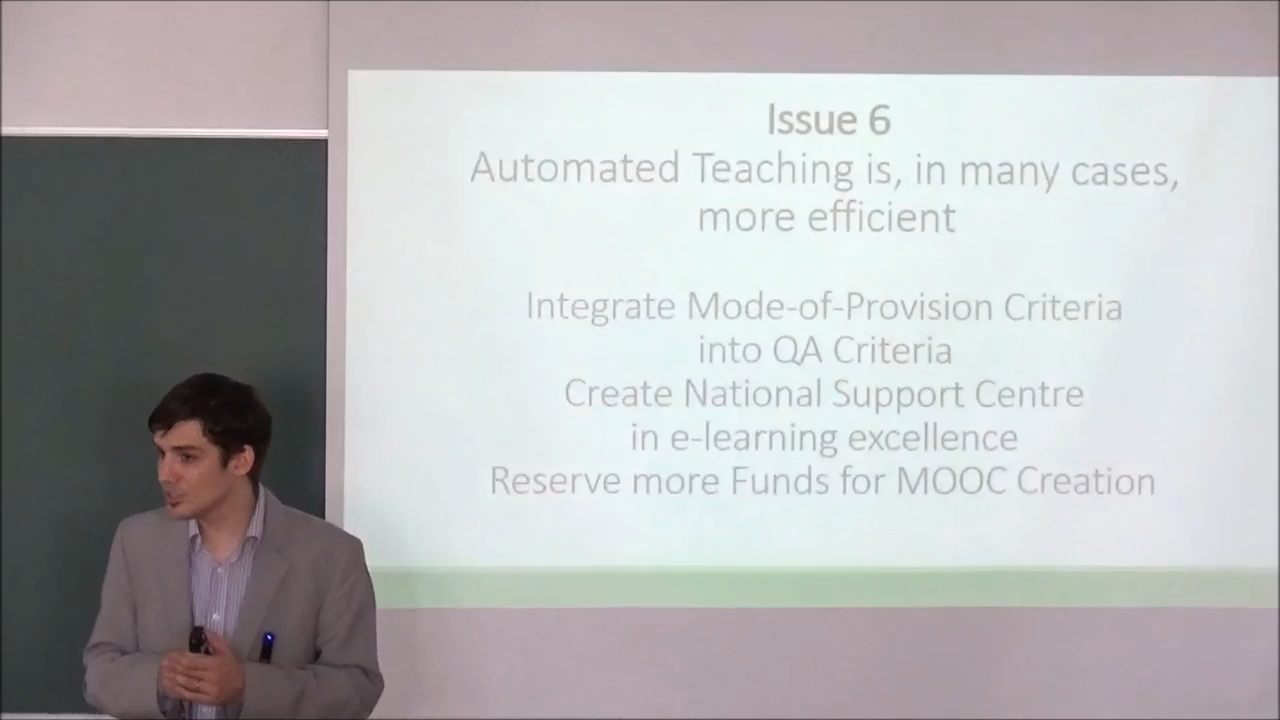 Issue 6
Automated Teaching is, in many cases,
more efficient
Integrate Mode-of-Provision Criteria
into QA Criteria
Create National Support Centre
in e-learning excellence
Reserve more Funds for MOOC Creation